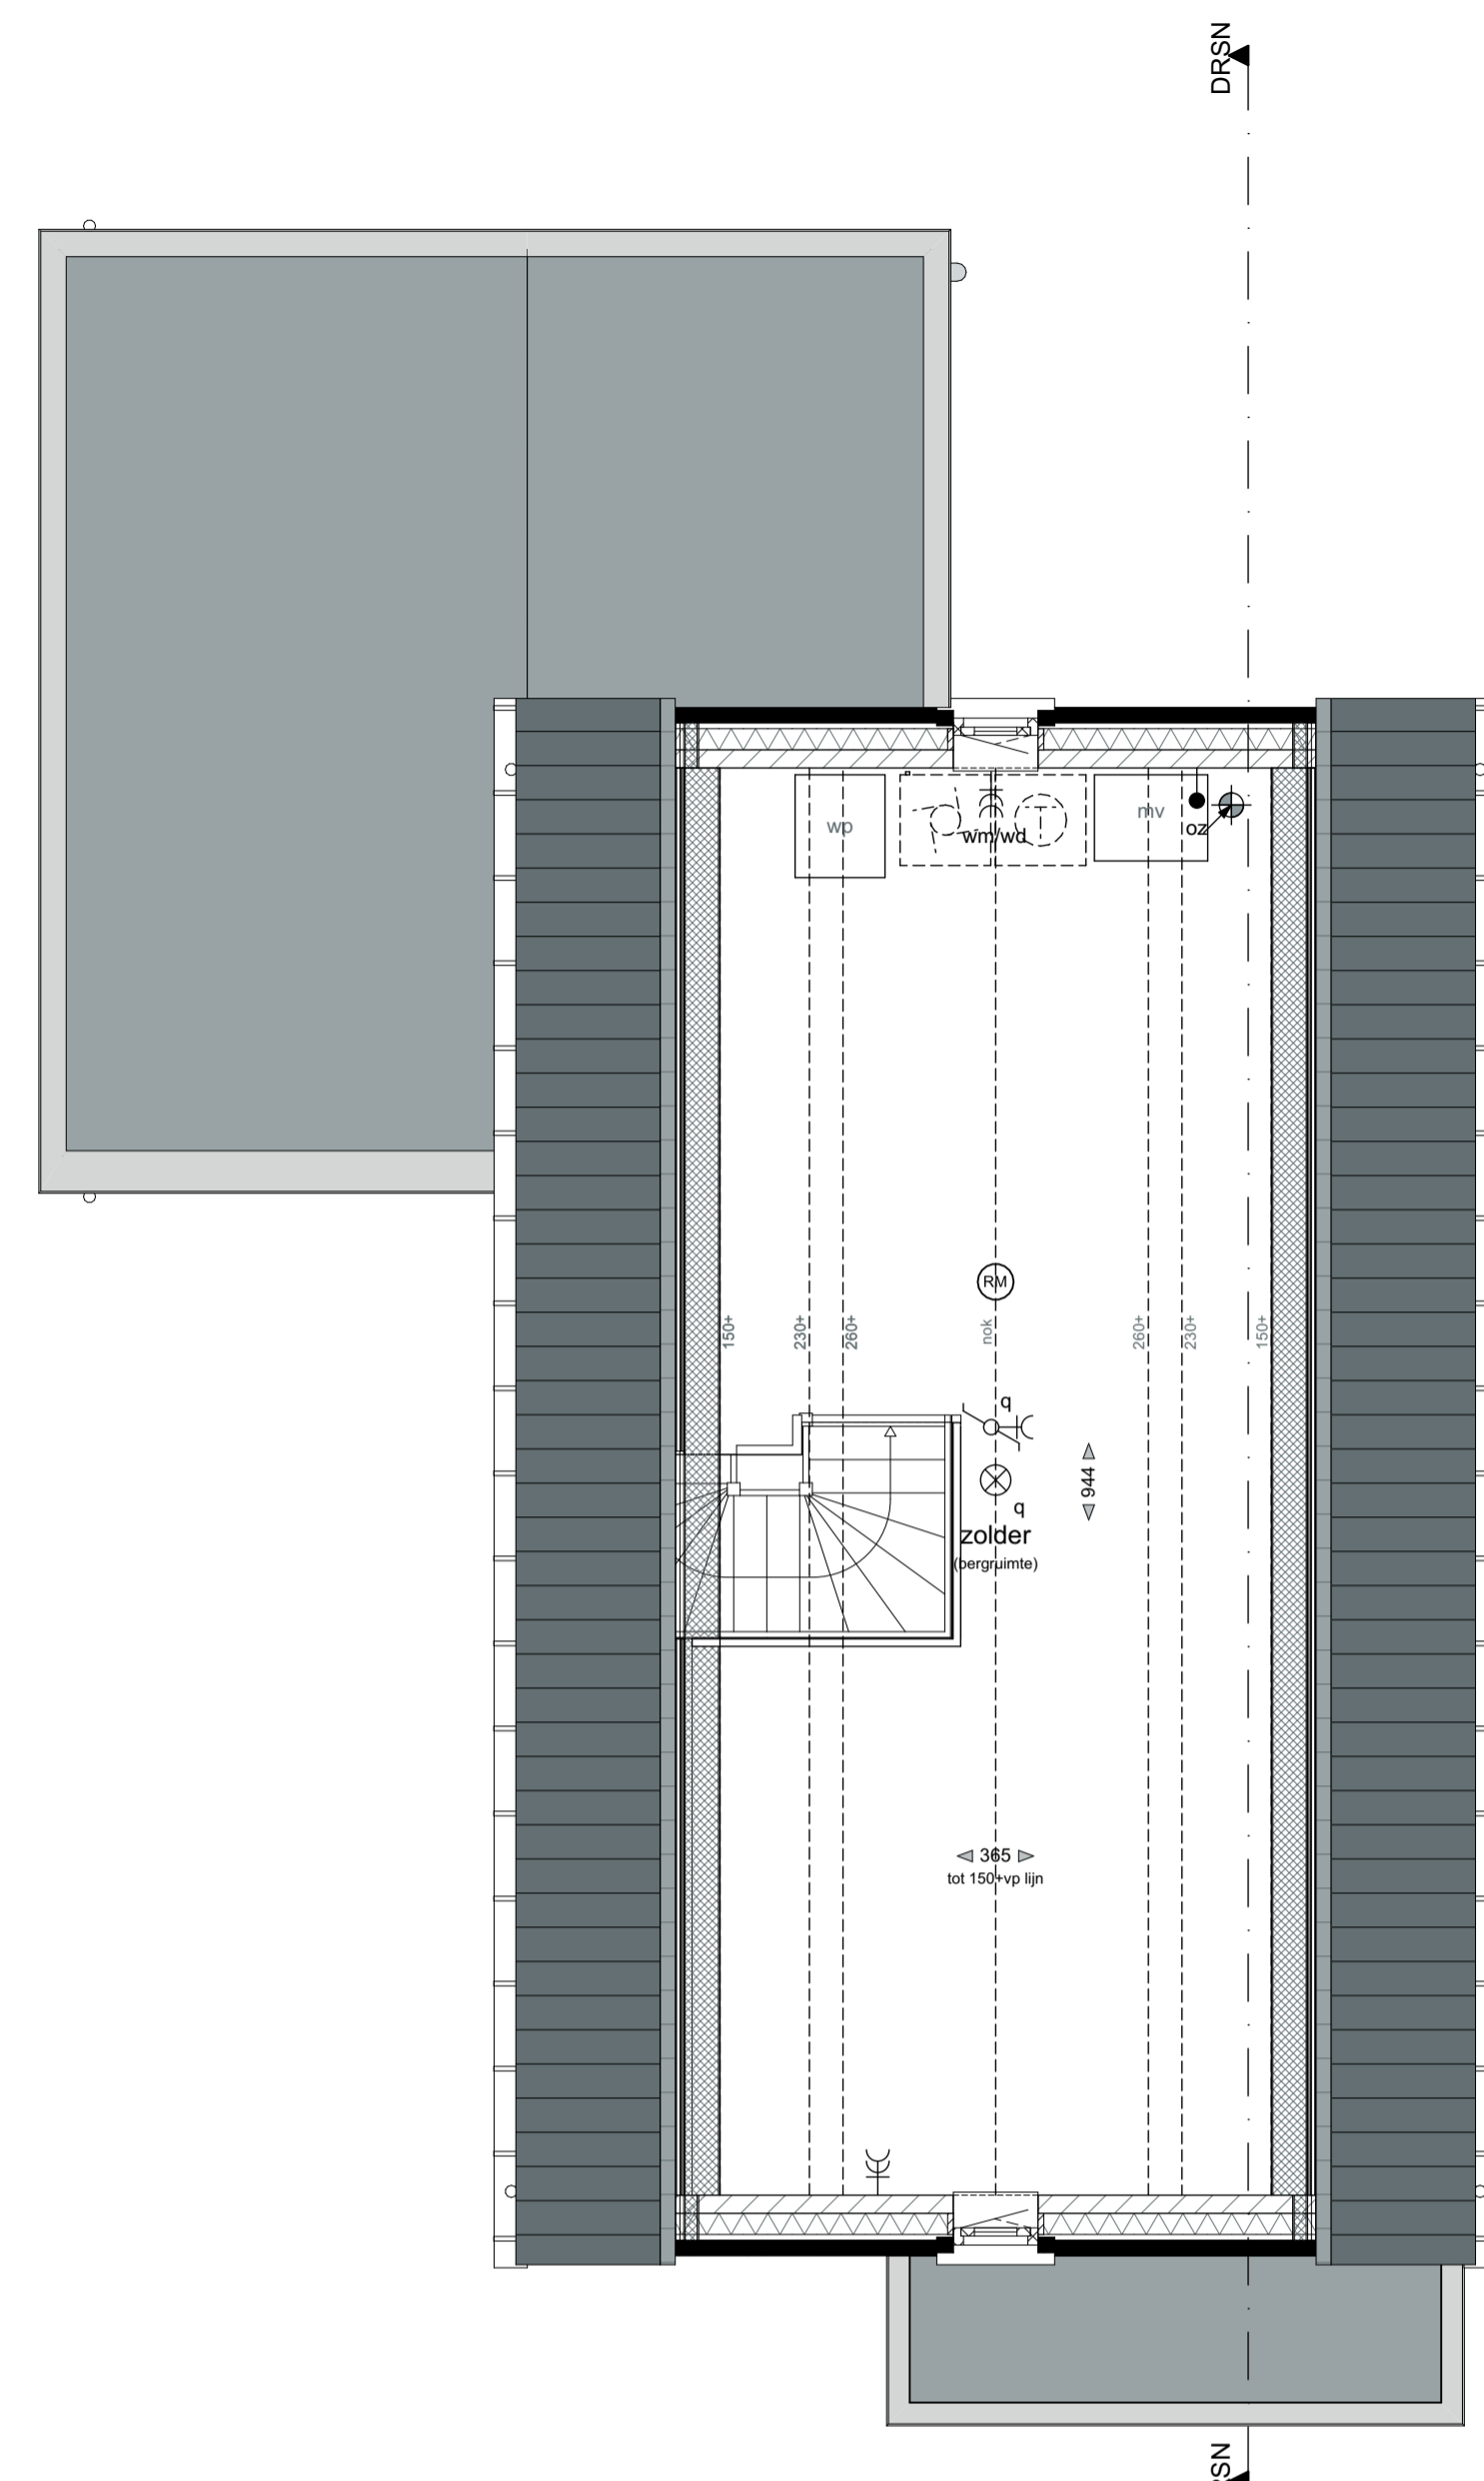 DRSN
wp
wm/wd
mv
oz
RM
150+
230+
260+
nok
260+
230+
150+
q
944
q
zolder
(bergruimte)
365
tot 150+vp lijn
RSN